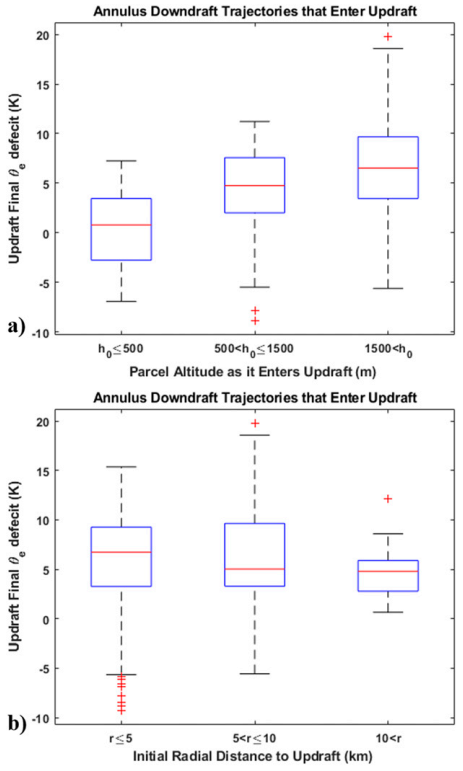 Annulus Downdraft Trajectories that Enter Updraft
20
15
10
5
0
-5
-10
Updraft Final θe defecit (K)
h0≤500
500<h0≤1500
1500<h0
Parcel Altitude as it Enters Updraft (m)
a)
Annulus Downdraft Trajectories that Enter Updraft
20
15
10
5
0
-5
-10
Updraft Final θe defecit (K)
r≤5
5<r≤10
10<r
Initial Radial Distance to Updraft (km)
b)